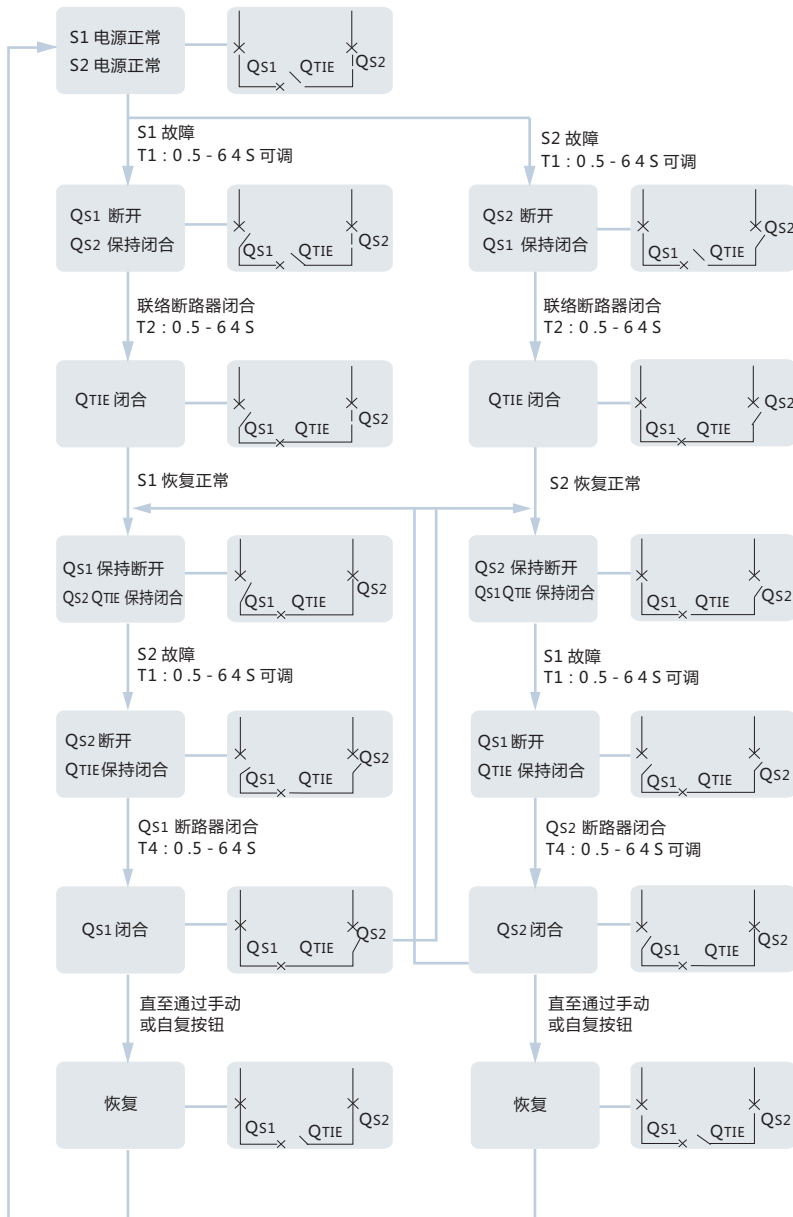 S1 电源正常
S2 电源正常
QS1 QTIE QS2
S1 故障
T1 : 0.5 - 64 S 可调
S2 故障
T1 : 0.5 - 64 S 可调
QS1 断开
QS2 保持闭合
QS1 QTIE QS2
QS2 断开
QS1 保持闭合
QS1 QTIE QS2
联络断路器闭合
T2 : 0.5 - 64 S
联络断路器闭合
T2 : 0.5 - 64 S
QTIE 闭合
QS1 QTIE QS2
QTIE 闭合
QS1 QTIE QS2
S1 恢复正常
S2 恢复正常
QS1 保持断开
QS2 QTIE 保持闭合
QS1 QTIE QS2
QS2 保持断开
QS1 QTIE 保持闭合
QS1 QTIE QS2
S2 故障
T1 : 0.5 - 64 S 可调
S1 故障
T1 : 0.5 - 64 S 可调
QS2 断开
QTIE保持闭合
QS1 QTIE QS2
QS1 断开
QTIE 保持闭合
QS1 QTIE QS2
QS1 断路器闭合
T4 : 0.5 - 64 S
QS2 断路器闭合
T4 : 0.5 - 64 S 可调
QS1 闭合
QS1 QTIE QS2
QS2 闭合
QS1 QTIE QS2
直至通过手动
或自复按钮
直至通过手动
或自复按钮
恢复
QS1 QTIE QS2
恢复
QS1 QTIE QS2